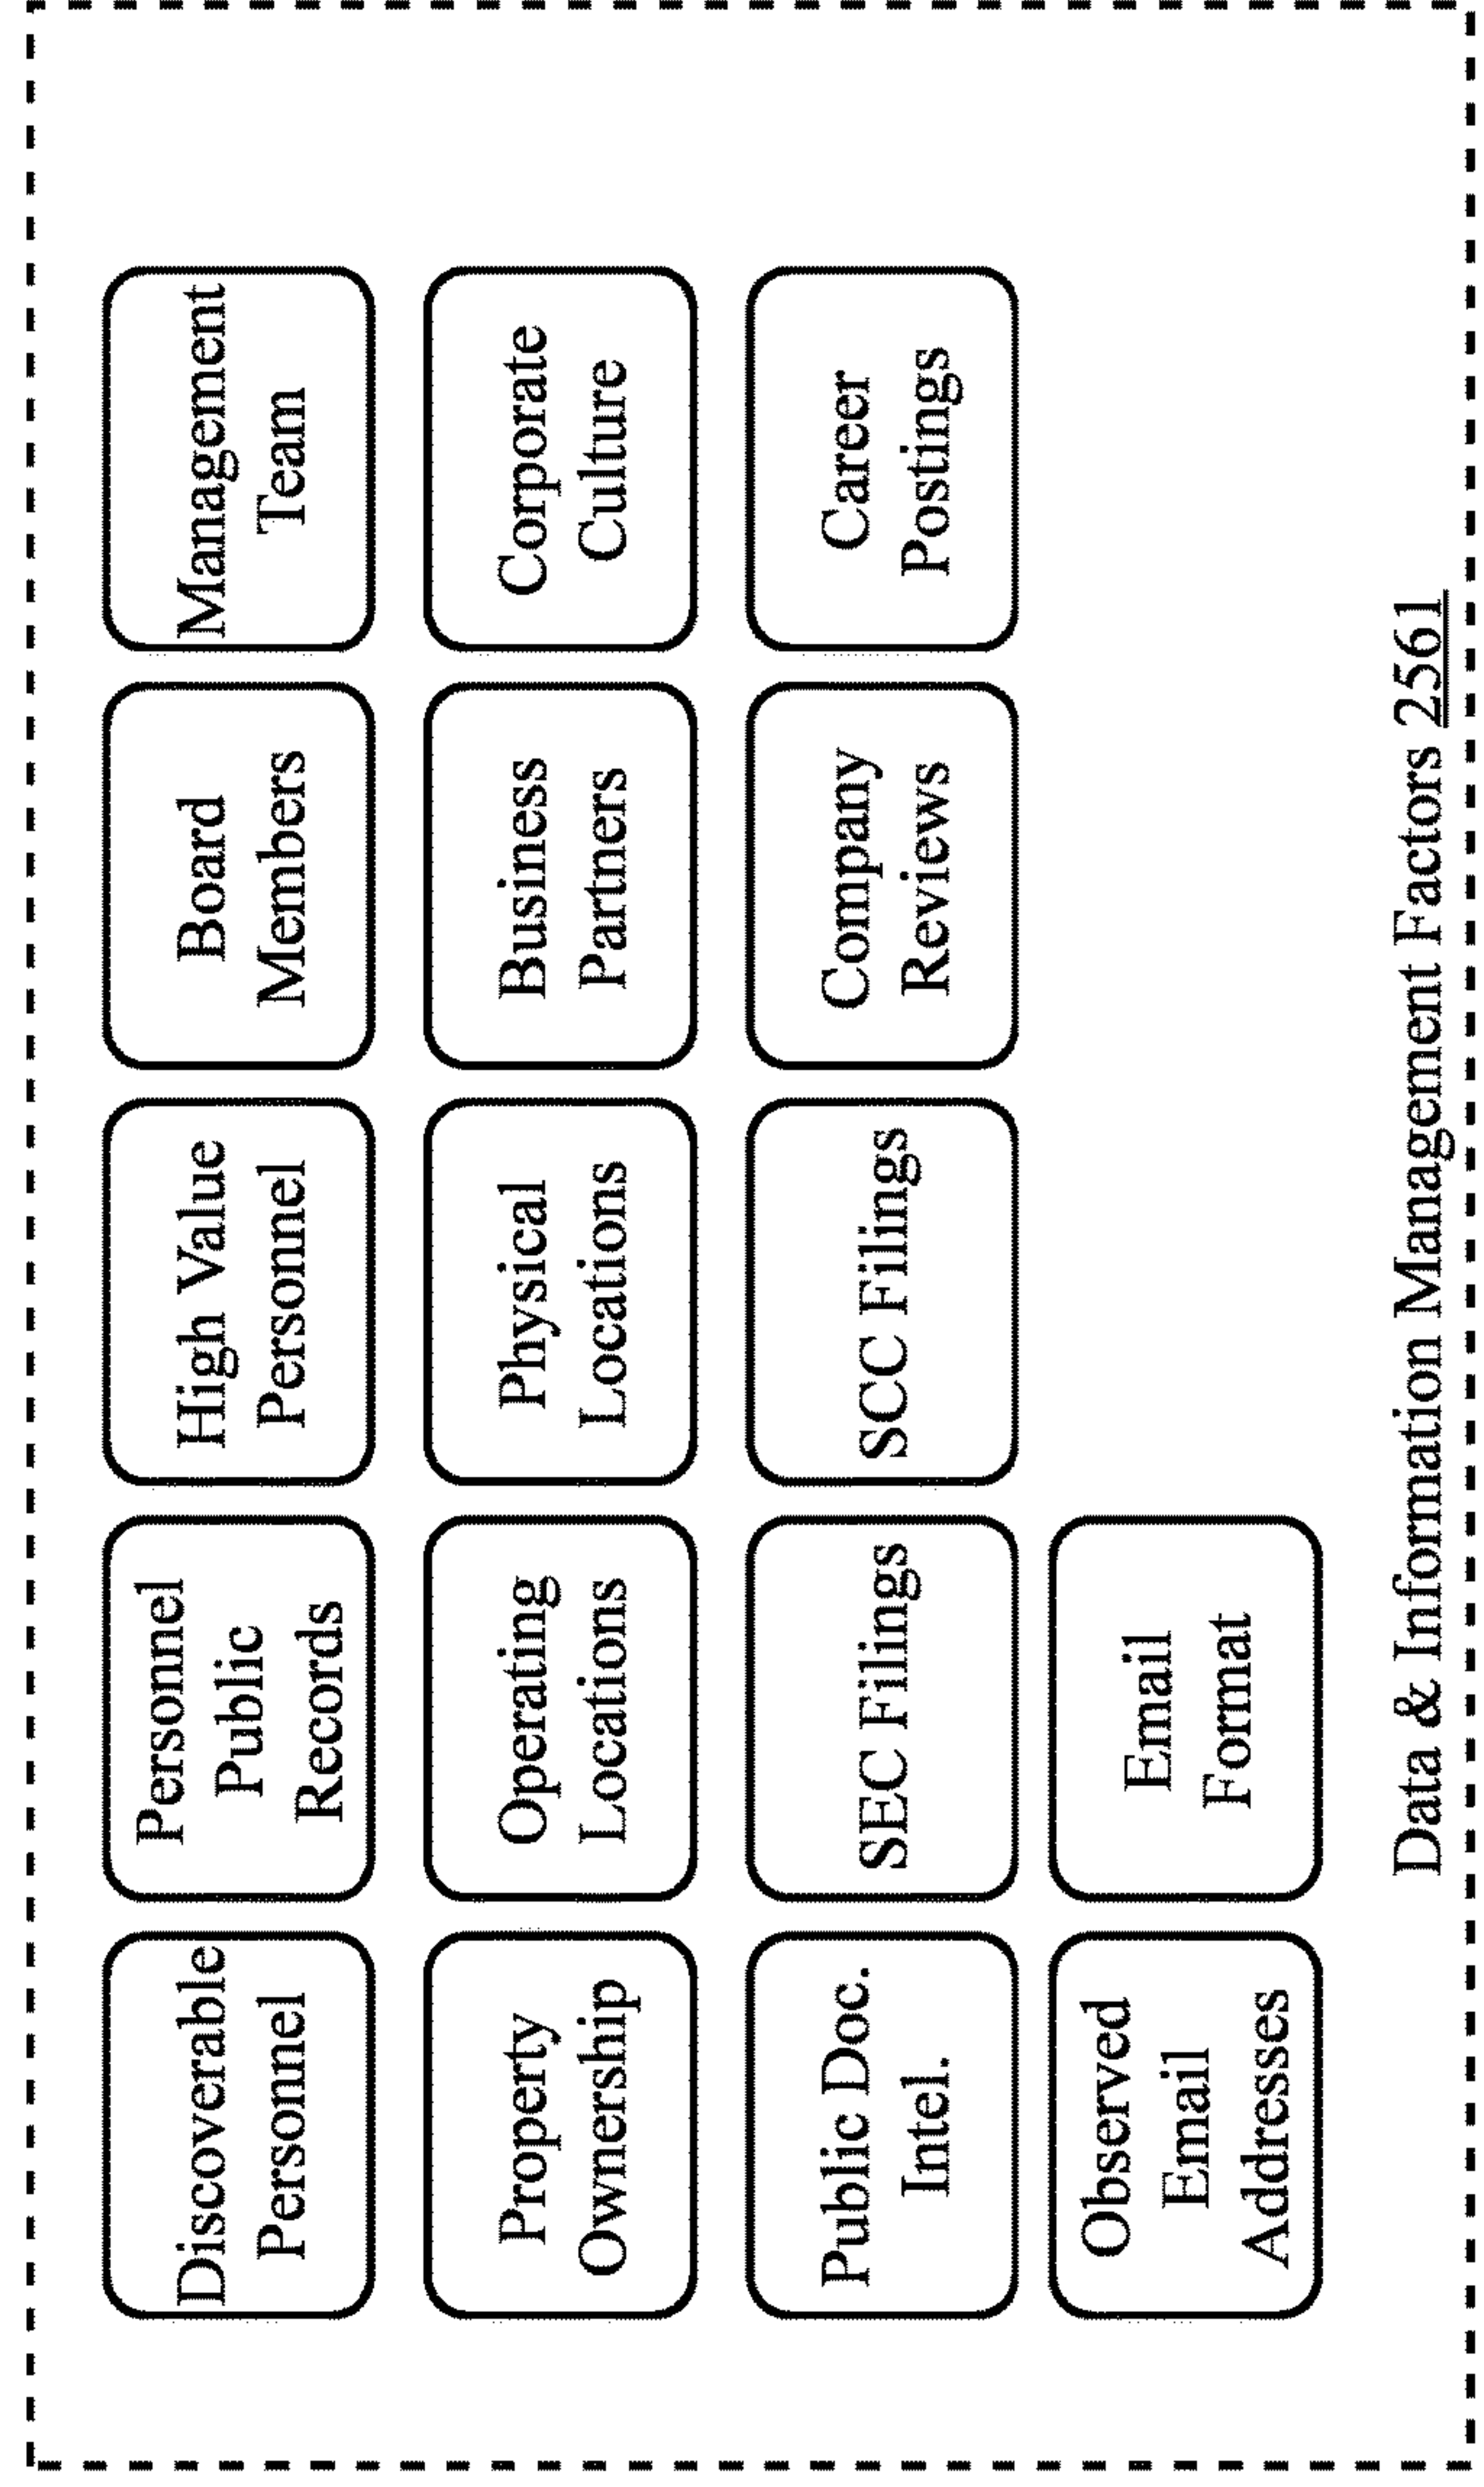 Discoverable
Personnel
Personnel
Public
Records
High Value
Personnel
Board
Members
Management
Team
Property
Ownership
Operating
Locations
Physical
Locations
Business
Partners
Corporate
Culture
Public Doc.
Intel.
SEC Filings
SCC Filings
Company
Reviews
Career
Postings
Observed
Email
Addresses
Email
Format
Data & Information Management Factors 2561